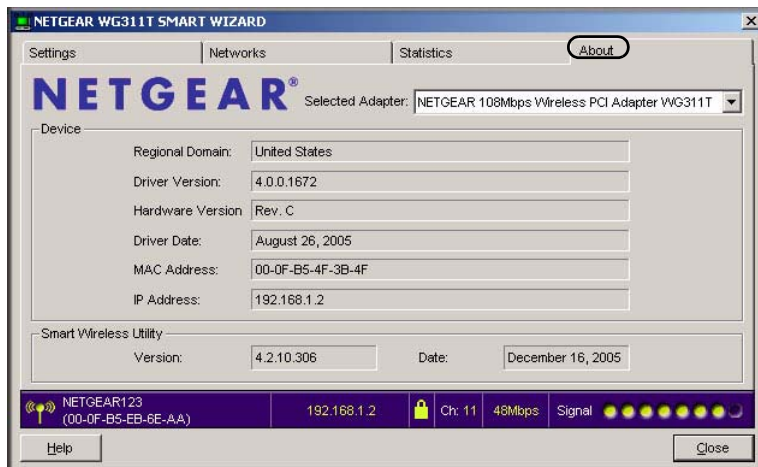 NETGEAR WG311T SMART WIZARD
Settings Networks Statistics About
NETGEAR® Selected Adapter: NETGEAR 108Mbps Wireless PCI Adapter WG311T
Device
Regional Domain: United States
Driver Version: 4.0.0.1672
Hardware Version Rev. C
Driver Date: August 26, 2005
MAC Address: 00-0F-B5-4F-3B-4F
IP Address: 192.168.1.2
Smart Wireless Utility
Version: 4.2.10.306 Date: December 16, 2005
NETGEAR123
(00-0F-B5-EB-6E-AA) 192.168.1.2 Ch: 11 48Mbps Signal
Help Close